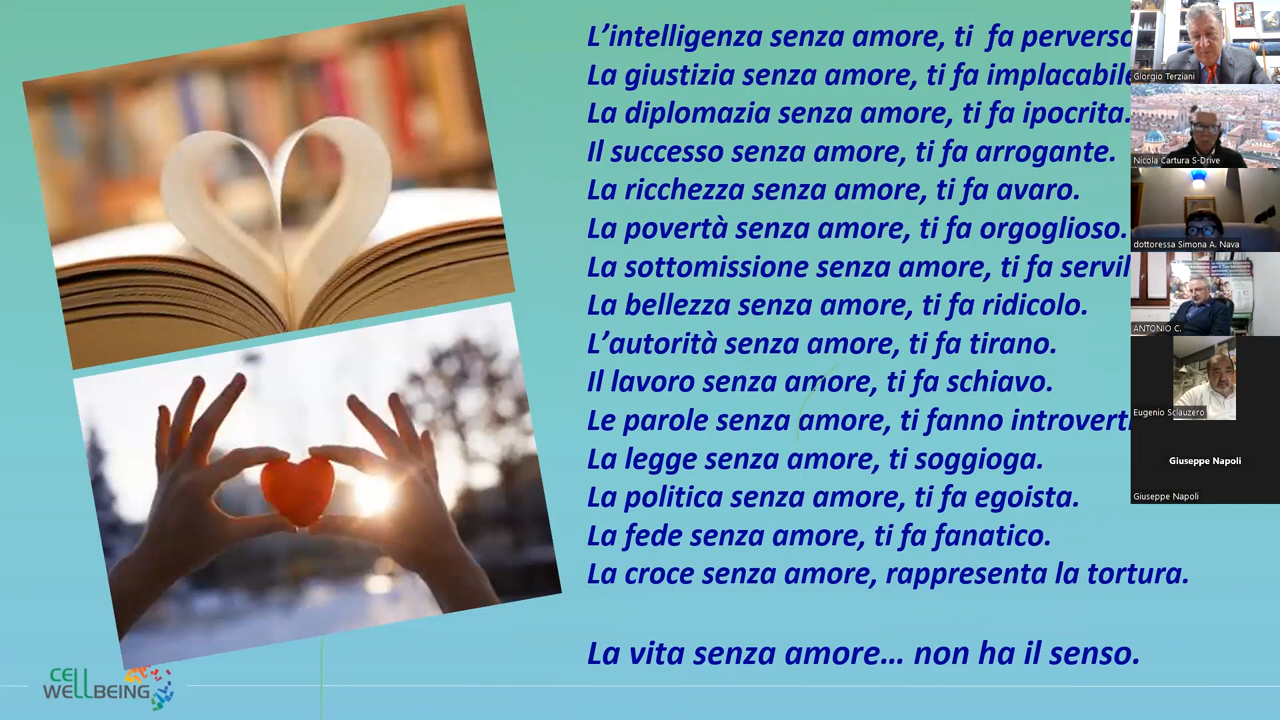 L'intelligenza senza amore, ti fa perverso
La giustizia senza amore, ti fa implacabile
La diplomazia senza amore, ti fa ipocrita.
Il successo senza amore, ti fa arrogante.
La ricchezza senza amore, ti fa avaro.
La povertà senza amore, ti fa orgoglioso.
La sottomissione senza amore, ti fa servil
La bellezza senza amore, ti fa ridicolo.
L'autorità senza amore, ti fa tirano.
Il lavoro senza amore, ti fa schiavo.
Le parole senza amore, ti fanno introvert
La legge senza amore, ti soggioga.
La politica senza amore, ti fa egoista.
La fede senza amore, ti fa fanatico.
La croce senza amore, rappresenta la tortura.
La vita senza amore... non ha il senso.
CELL
WELLBEING
Giorgio Terziani
Nicola Cartura S-Drive
dottoressa Simona A. Nava
ANTONIO C.
Eugenio Sclauzero
Giuseppe Napoli
Giuseppe Napoli